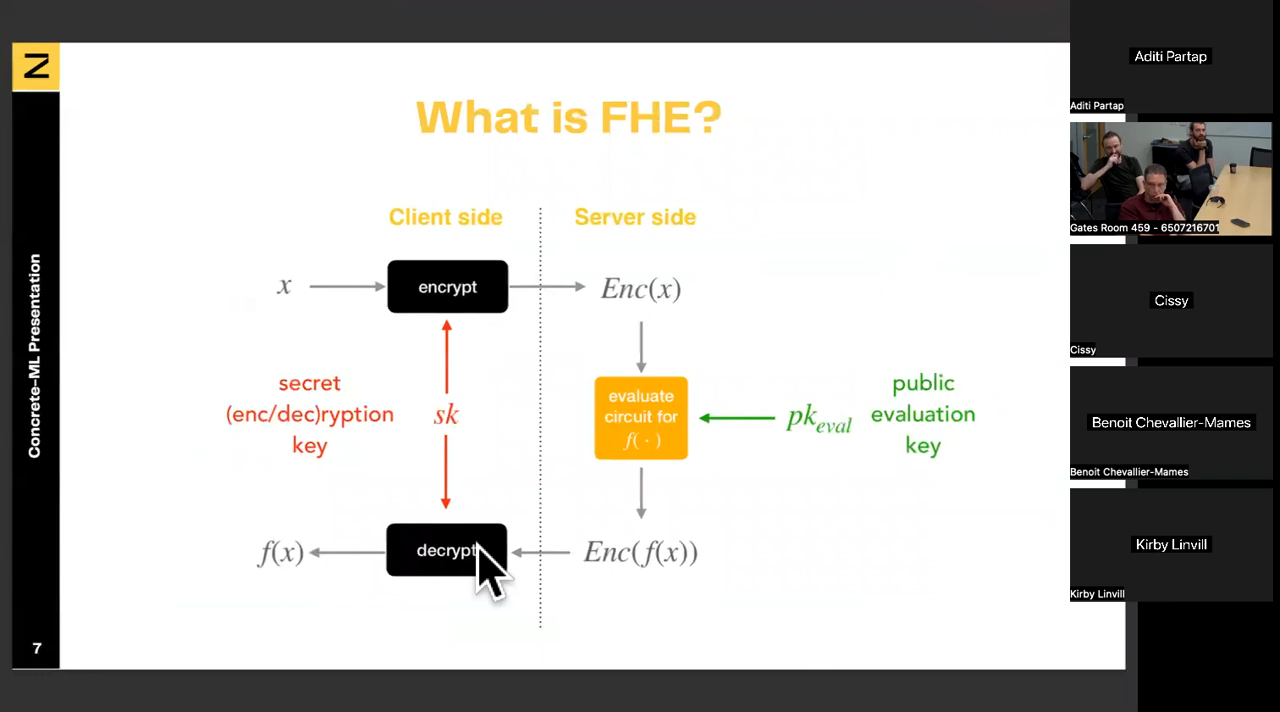 Z
Concrete-ML Presentation
7
What is FHE?
Client side
Server side
x
encrypt
Enc(x)
secret
(enc/dec)ryption
key
sk
evaluate
circuit for
f( · )
pk_eval
public
evaluation
key
f(x)
decrypt
Enc(f(x))
Aditi Partap
Aditi Partap
Gates Room 459 - 6507216701
Cissy
Cissy
Benoit Chevallier-Mames
Benoit Chevallier-Mames
Kirby Linvill
Kirby Linvill